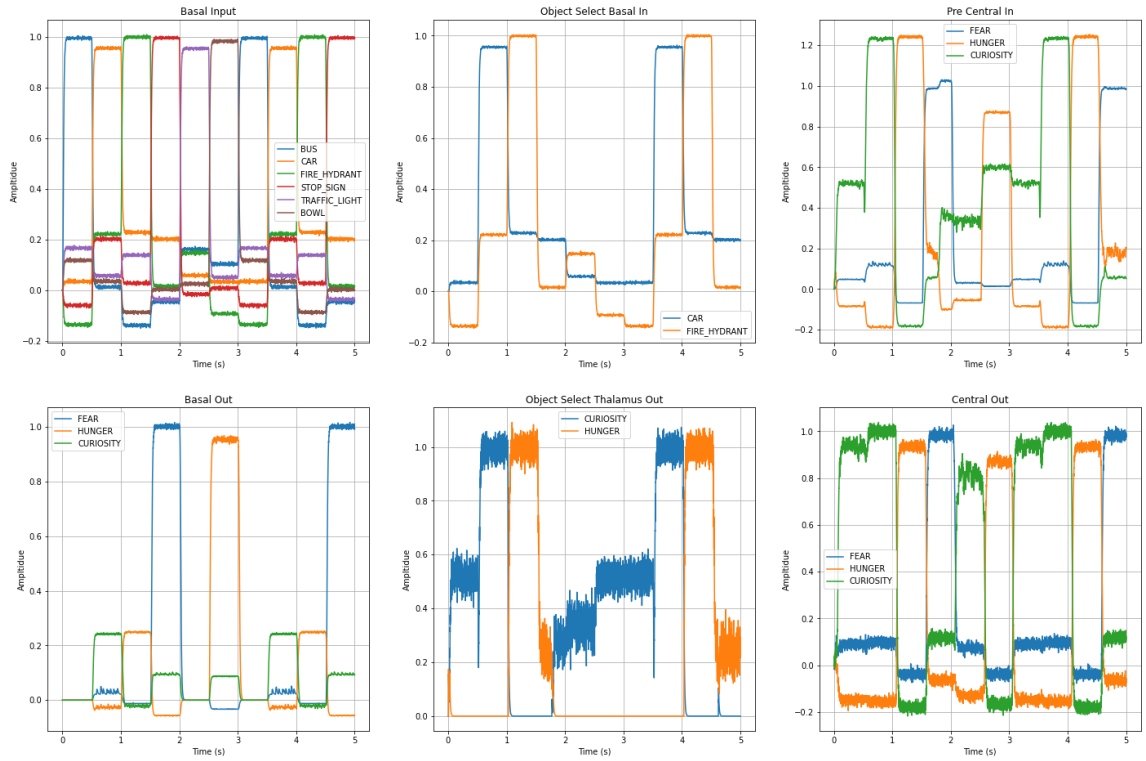 Basal Input
Ampltidue
1.0
0.8
0.6
0.4
0.2
0.0
−0.2
BUS
CAR
FIRE_HYDRANT
STOP_SIGN
TRAFFIC_LIGHT
BOWL
0 1 2 3 4 5
Time (s)
Object Select Basal In
Ampltidue
1.0
0.8
0.6
0.4
0.2
0.0
−0.2
CAR
FIRE_HYDRANT
0 1 2 3 4 5
Time (s)
Pre Central In
Ampltidue
1.2
1.0
0.8
0.6
0.4
0.2
0.0
−0.2
FEAR
HUNGER
CURIOSITY
0 1 2 3 4 5
Time (s)
Basal Out
Ampltidue
1.0
0.8
0.6
0.4
0.2
0.0
FEAR
HUNGER
CURIOSITY
0 1 2 3 4 5
Time (s)
Object Select Thalamus Out
Ampltidue
1.0
0.8
0.6
0.4
0.2
0.0
CURIOSITY
HUNGER
0 1 2 3 4 5
Time (s)
Central Out
Ampltidue
1.0
0.8
0.6
0.4
0.2
0.0
−0.2
FEAR
HUNGER
CURIOSITY
0 1 2 3 4 5
Time (s)